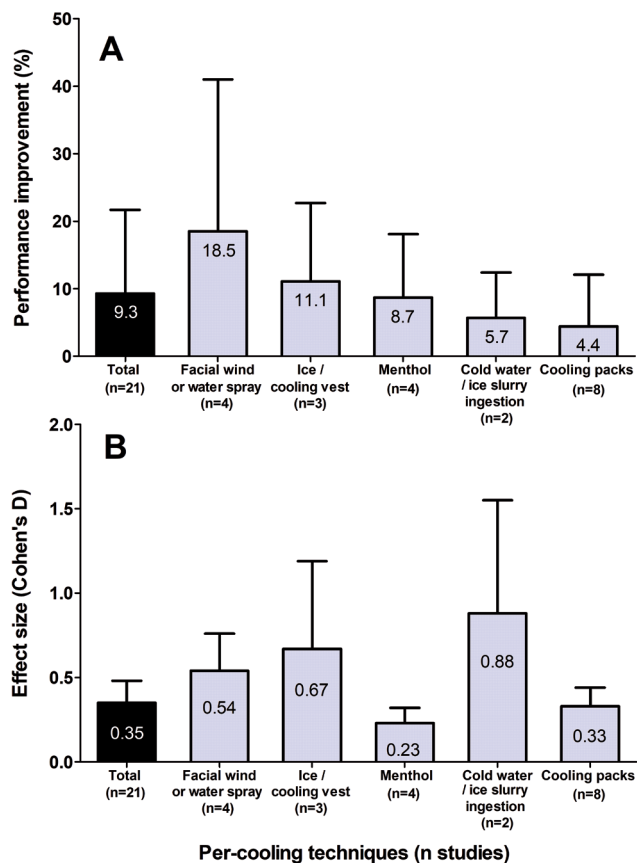 A
Performance improvement (%)
50
40
30
20
10
0
9.3
18.5
11.1
8.7
5.7
4.4
Total
(n=21)
Facial wind
or water spray
(n=4)
Ice /
cooling vest
(n=3)
Menthol
(n=4)
Cold water
/ ice slurry
ingestion
(n=2)
Cooling packs
(n=8)
B
Effect size (Cohen's D)
2.0
1.5
1.0
0.5
0.0
0.35
0.54
0.67
0.23
0.88
0.33
Total
(n=21)
Facial wind
or water spray
(n=4)
Ice /
cooling vest
(n=3)
Menthol
(n=4)
Cold water
/ ice slurry
ingestion
(n=2)
Cooling packs
(n=8)
Per-cooling techniques (n studies)